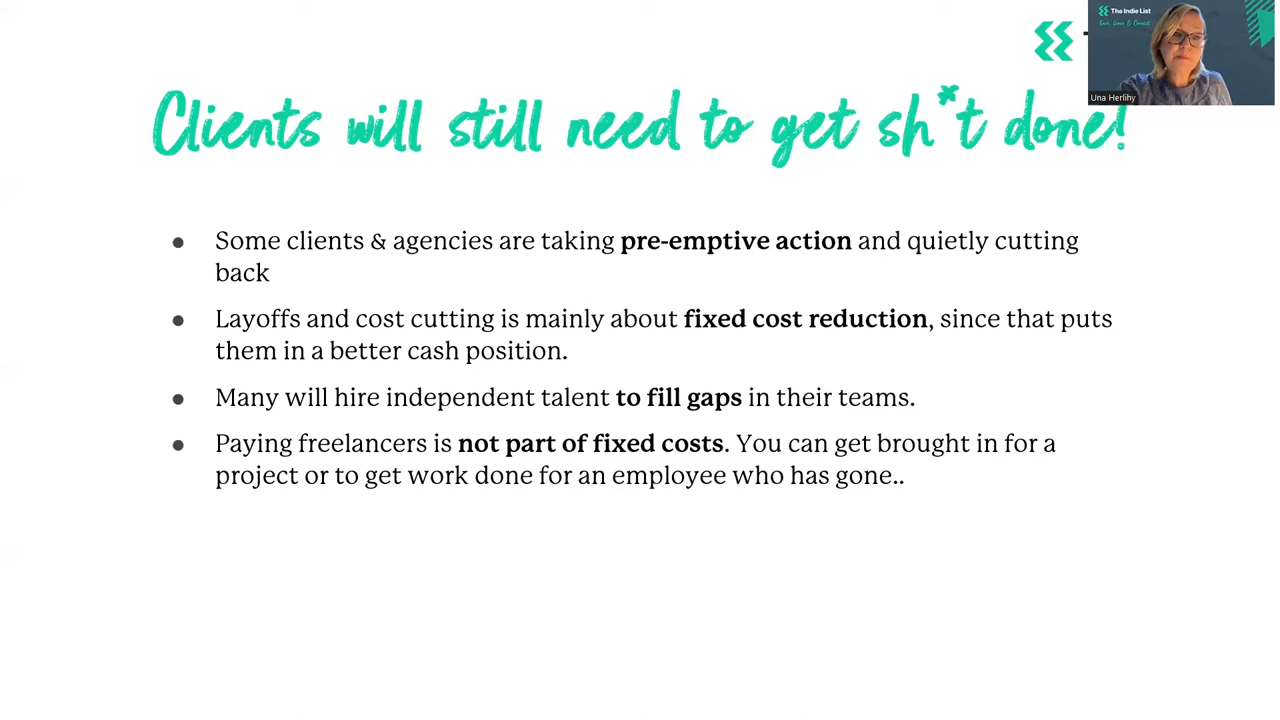 The Indie List
Know, Grow & Connect
Una Herlihy
Clients will still need to get sh*t done!
● Some clients & agencies are taking pre-emptive action and quietly cutting
back
● Layoffs and cost cutting is mainly about fixed cost reduction, since that puts
them in a better cash position.
● Many will hire independent talent to fill gaps in their teams.
● Paying freelancers is not part of fixed costs. You can get brought in for a
project or to get work done for an employee who has gone..